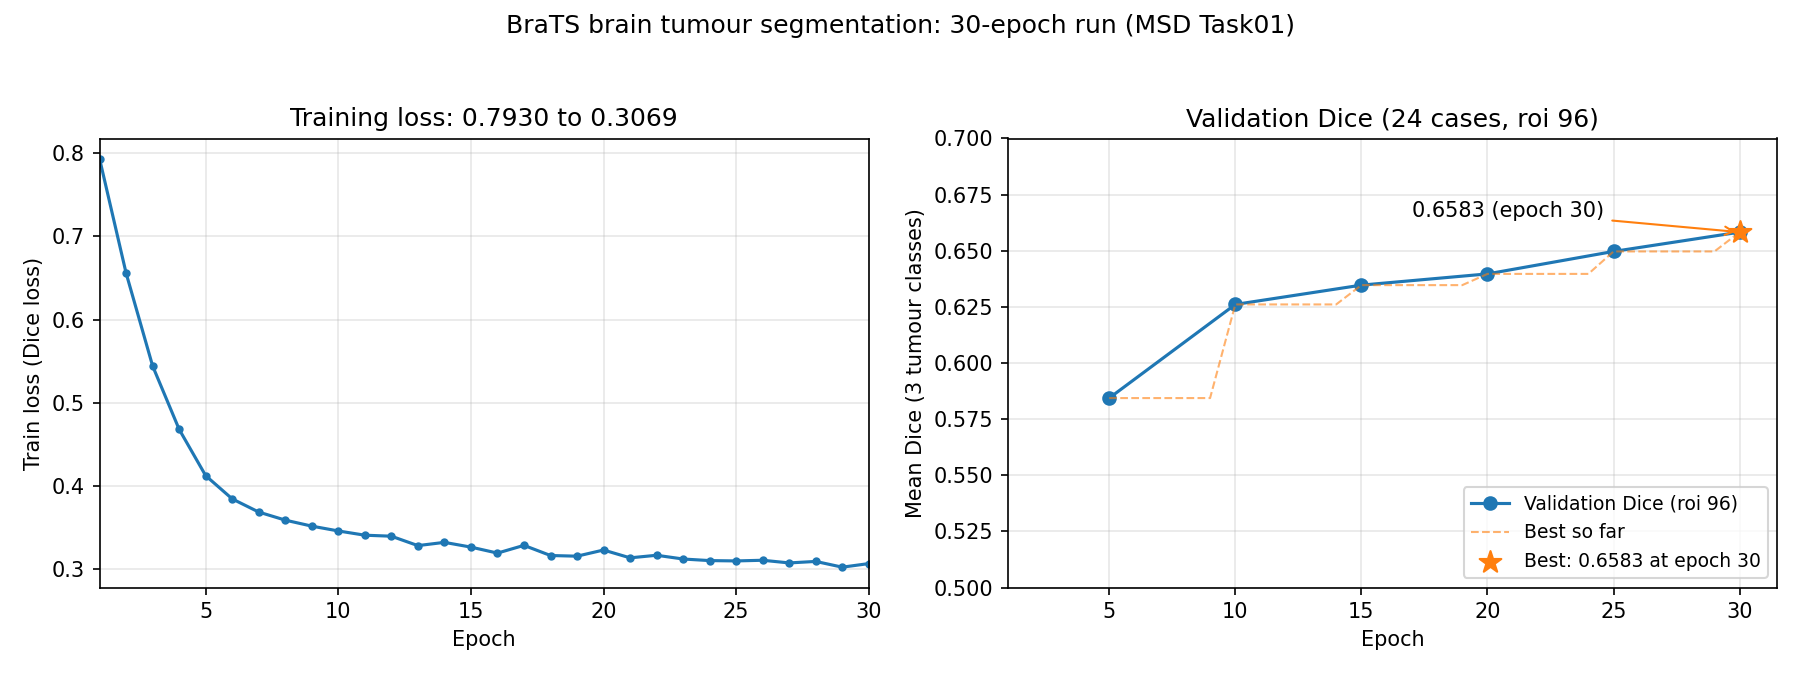 BraTS brain tumour segmentation: 30-epoch run (MSD Task01)
Training loss: 0.7930 to 0.3069
Train loss (Dice loss)
0.8
0.7
0.6
0.5
0.4
0.3
5 10 15 20 25 30
Epoch
Validation Dice (24 cases, roi 96)
Mean Dice (3 tumour classes)
0.700
0.675
0.650
0.625
0.600
0.575
0.550
0.525
0.500
0.6583 (epoch 30)
Validation Dice (roi 96)
Best so far
Best: 0.6583 at epoch 30
5 10 15 20 25 30
Epoch